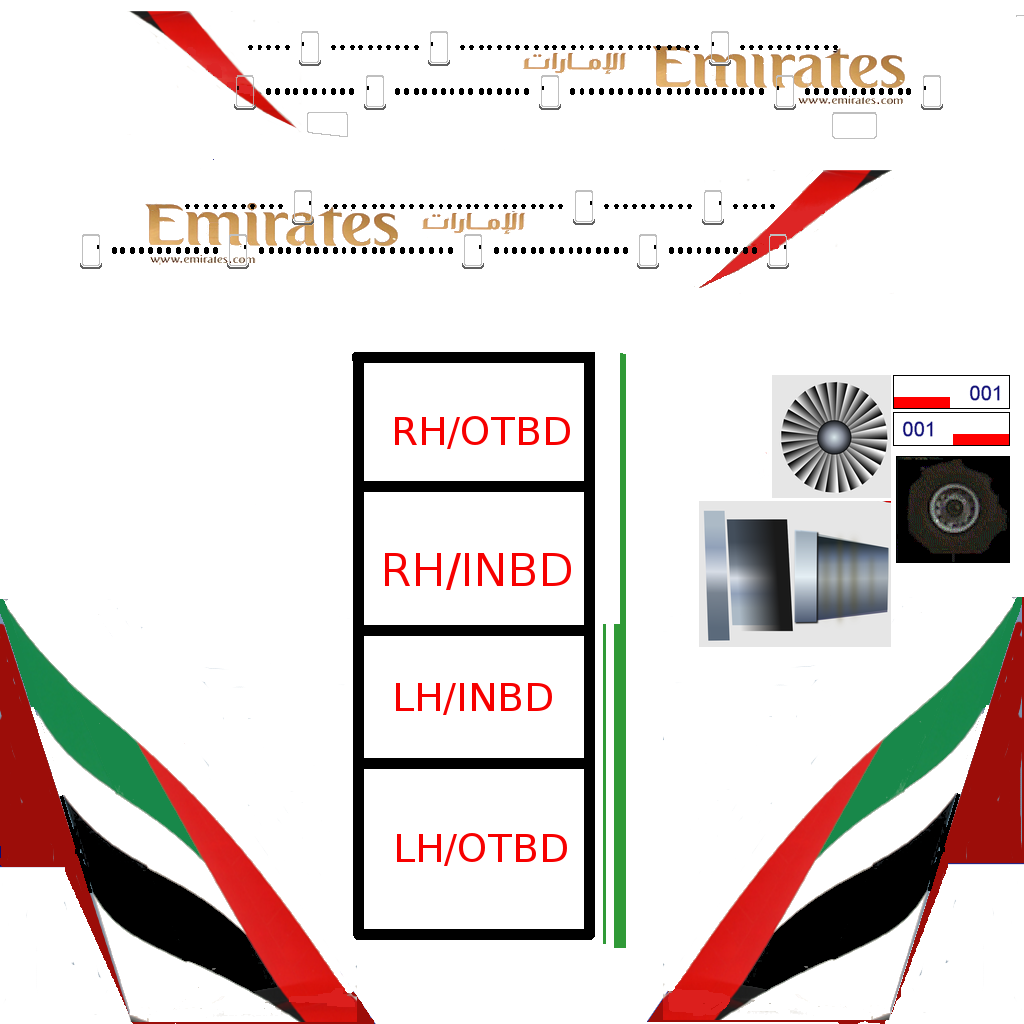 الإمارات Emirates
www.emirates.com
Emirates الإمارات
www.emirates.com
RH/OTBD
RH/INBD
LH/INBD
LH/OTBD
001
001